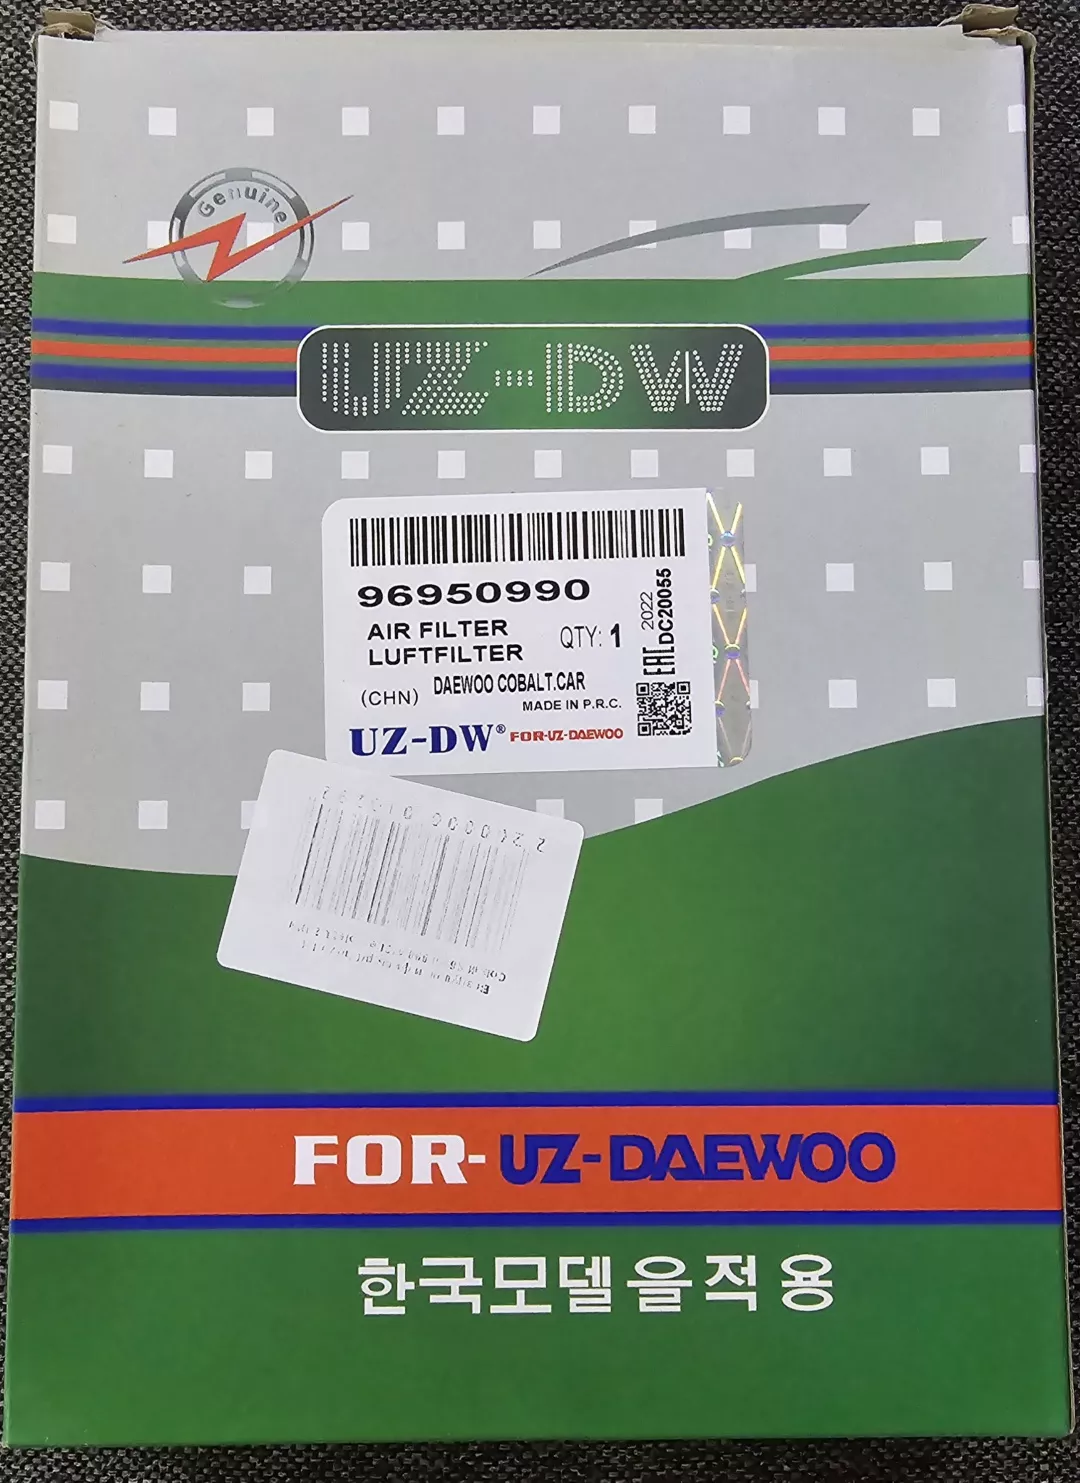 Genuine
UZ-DW
96950990
AIR FILTER
LUFTFILTER
QTY: 1
(CHN) DAEWOO COBALT.CAR
MADE IN P.R.C.
UZ-DW® FOR-UZ-DAEWOO
2022
EAC DC20055
FOR-UZ-DAEWOO
한국모델을적용